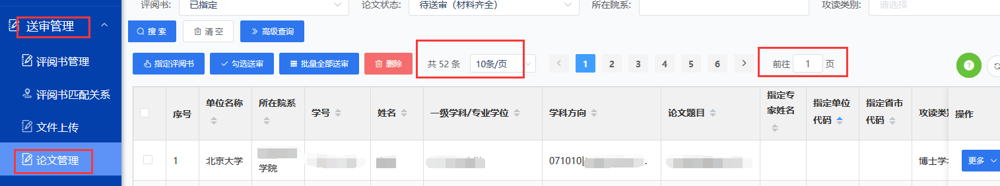 评阅书: 已指定 论文状态: 待送审（材料齐全） 所在院系: 攻读类别: 请选择
送审管理
搜 索 清 空 高级查询
评阅书管理
指定评阅书 勾选送审 批量全部送审 删除 共 52 条 10条/页 1 2 3 4 5 6 前往 1 页
评阅书匹配关系
序号 单位名称 所在院系 学号 姓名 一级学科/专业学位 学科方向 论文题目 指定专家姓名 指定单位代码 指定省市代码 攻读类 操作
文件上传
论文管理
1 北京大学 学院 071010 博士学 更多